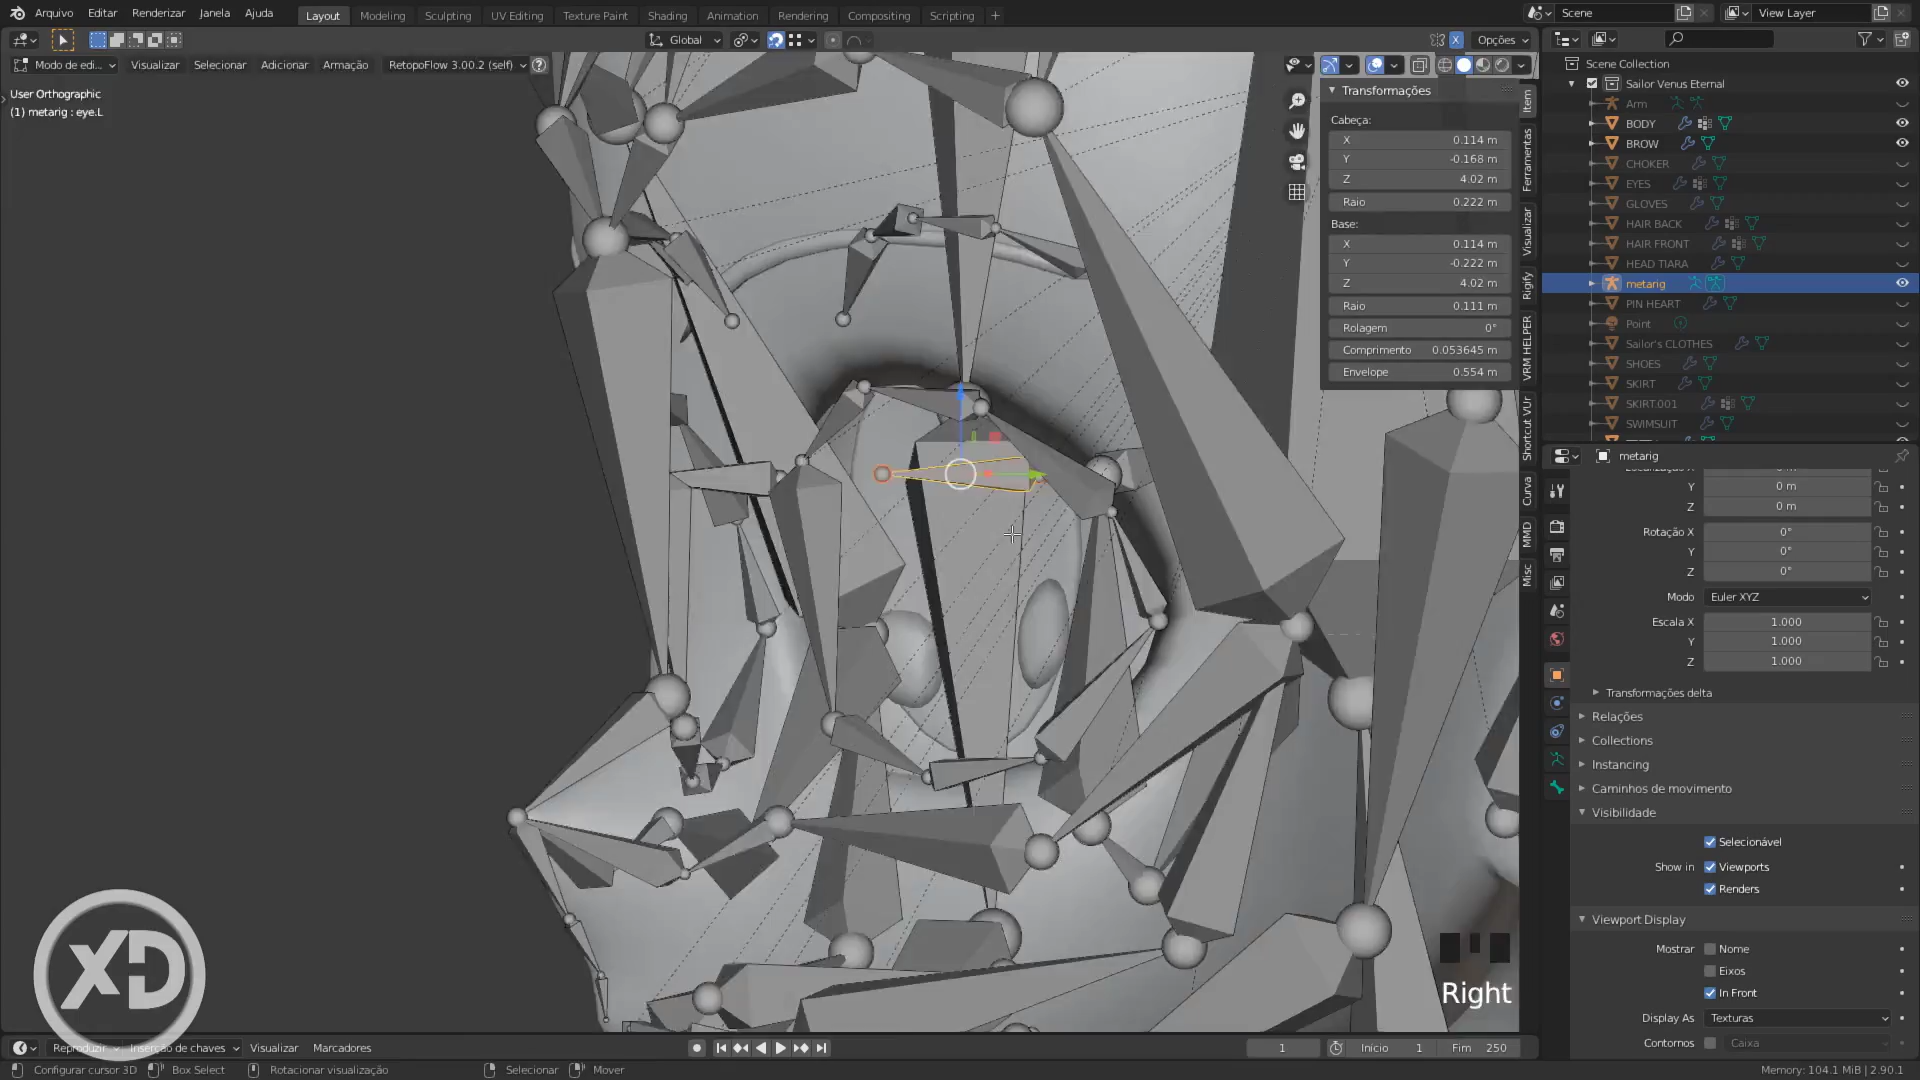 Arquivo Editar Renderizar Janela Ajuda Layout Modeling Sculpting UV Editing Texture Paint Shading Animation Rendering Compositing Scripting + Scene View Layer
Global Opções
Modo de edi... Visualizar Selecionar Adicionar Armação RetopoFlow 3.00.2 (self)
User Orthographic
(1) metarig : eye.L
Transformações
Cabeça:
X 0.114 m
Y -0.168 m
Z 4.02 m
Raio 0.222 m
Base:
X 0.114 m
Y -0.222 m
Z 4.02 m
Raio 0.111 m
Rolagem 0°
Comprimento 0.053645 m
Envelope 0.554 m
Item
Ferramentas
Visualizar
Rigify
VRM HELPER
Shortcut VUr
Curva
MMD
Misc
Scene Collection
Sailor Venus Eternal
Arm
BODY
BROW
CHOKER
EYES
GLOVES
HAIR BACK
HAIR FRONT
HEAD TIARA
metarig
PIN HEART
Point
Sailor's CLOTHES
SHOES
SKIRT
SKIRT.001
SWIMSUIT
metarig
Y 0 m
Z 0 m
Rotação X 0°
Y 0°
Z 0°
Modo Euler XYZ
Escala X 1.000
Y 1.000
Z 1.000
Transformações delta
Relações
Collections
Instancing
Caminhos de movimento
Visibilidade
Selecionável
Show in Viewports
Renders
Viewport Display
Mostrar Nome
Eixos
In Front
Display As Texturas
Contornos Caixa
XD
Right
Reproduzir Inserção de chaves Visualizar Marcadores 1 Início 1 Fim 250
Configurar cursor 3D Box Select Rotacionar visualização Selecionar Mover Memory: 104.1 MiB | 2.90.1